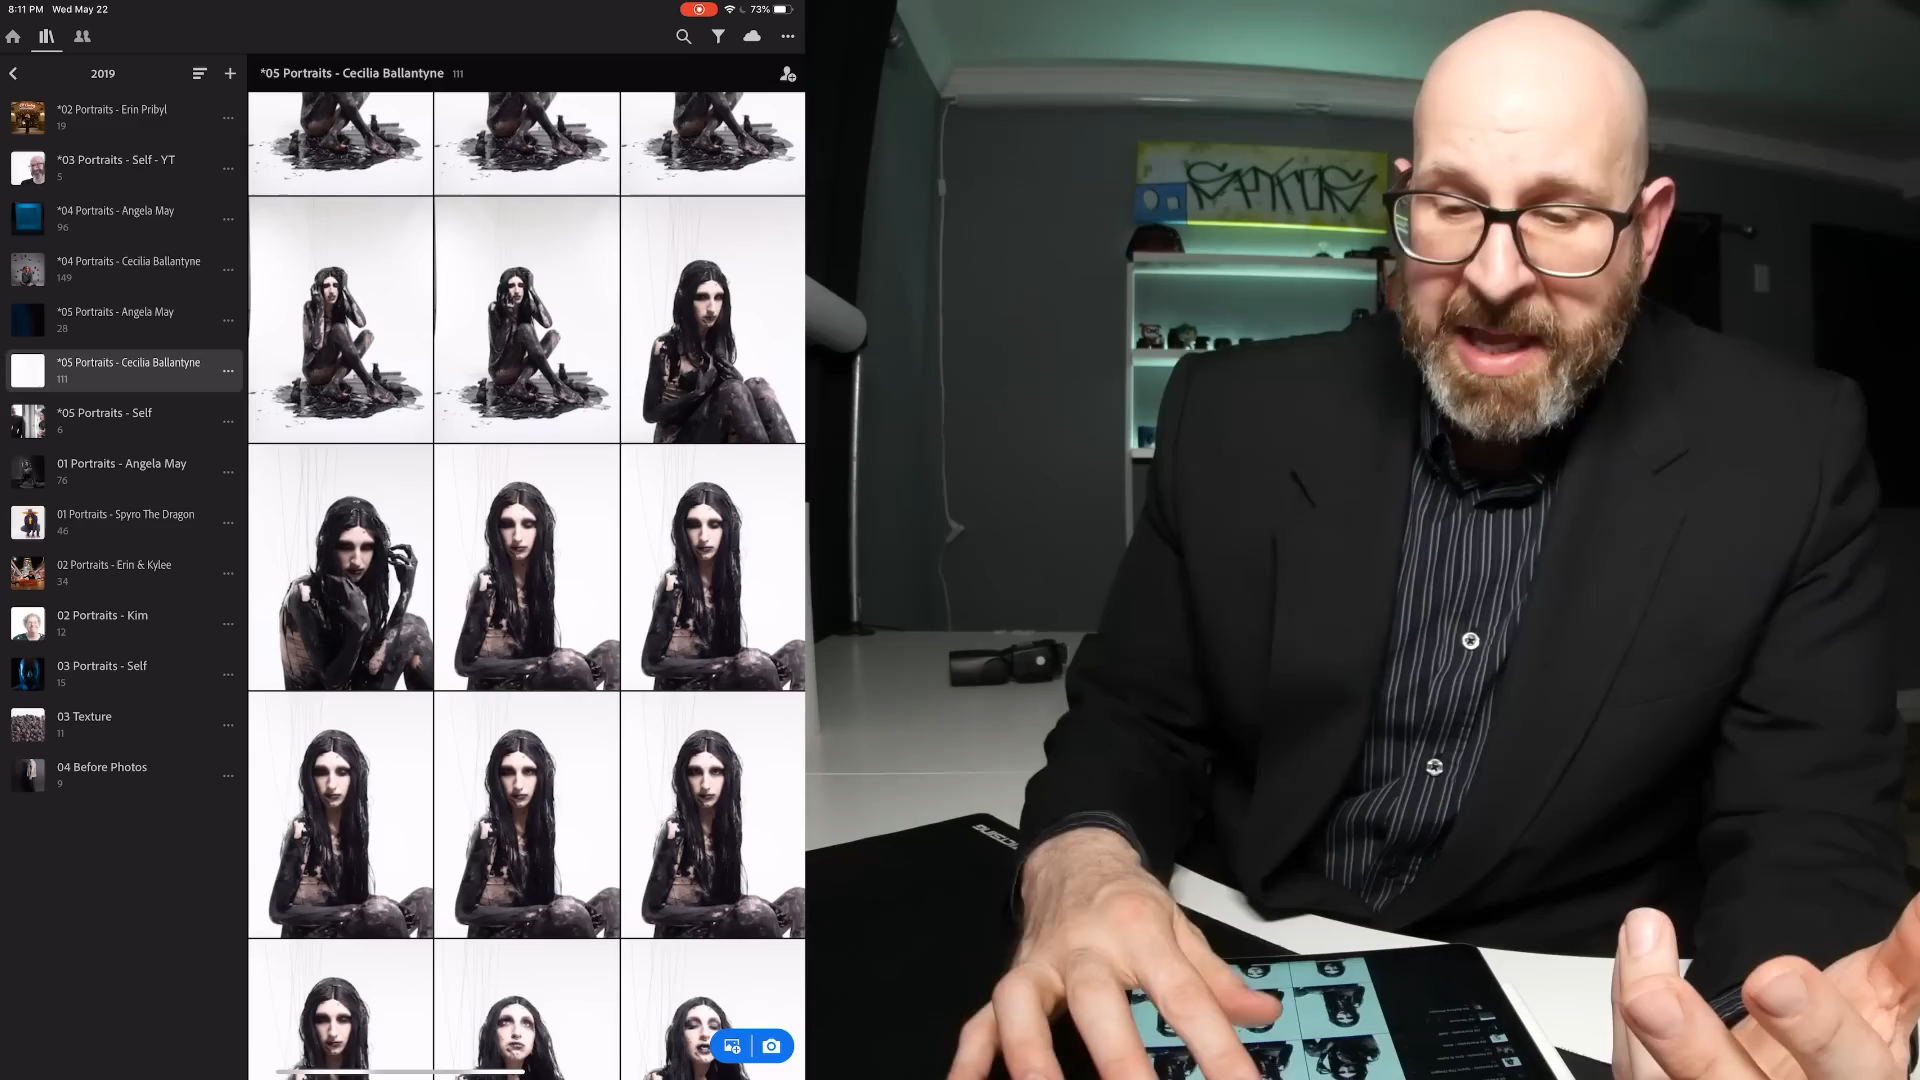 8:11 PM Wed May 22
73%
2019
*05 Portraits - Cecilia Ballantyne 111
*02 Portraits - Erin Pribyl
19
*03 Portraits - Self - YT
5
*04 Portraits - Angela May
96
*04 Portraits - Cecilia Ballantyne
149
*05 Portraits - Angela May
28
*05 Portraits - Cecilia Ballantyne
111
*05 Portraits - Self
6
01 Portraits - Angela May
76
01 Portraits - Spyro The Dragon
46
02 Portraits - Erin & Kylee
34
02 Portraits - Kim
12
03 Portraits - Self
15
03 Texture
11
04 Before Photos
9